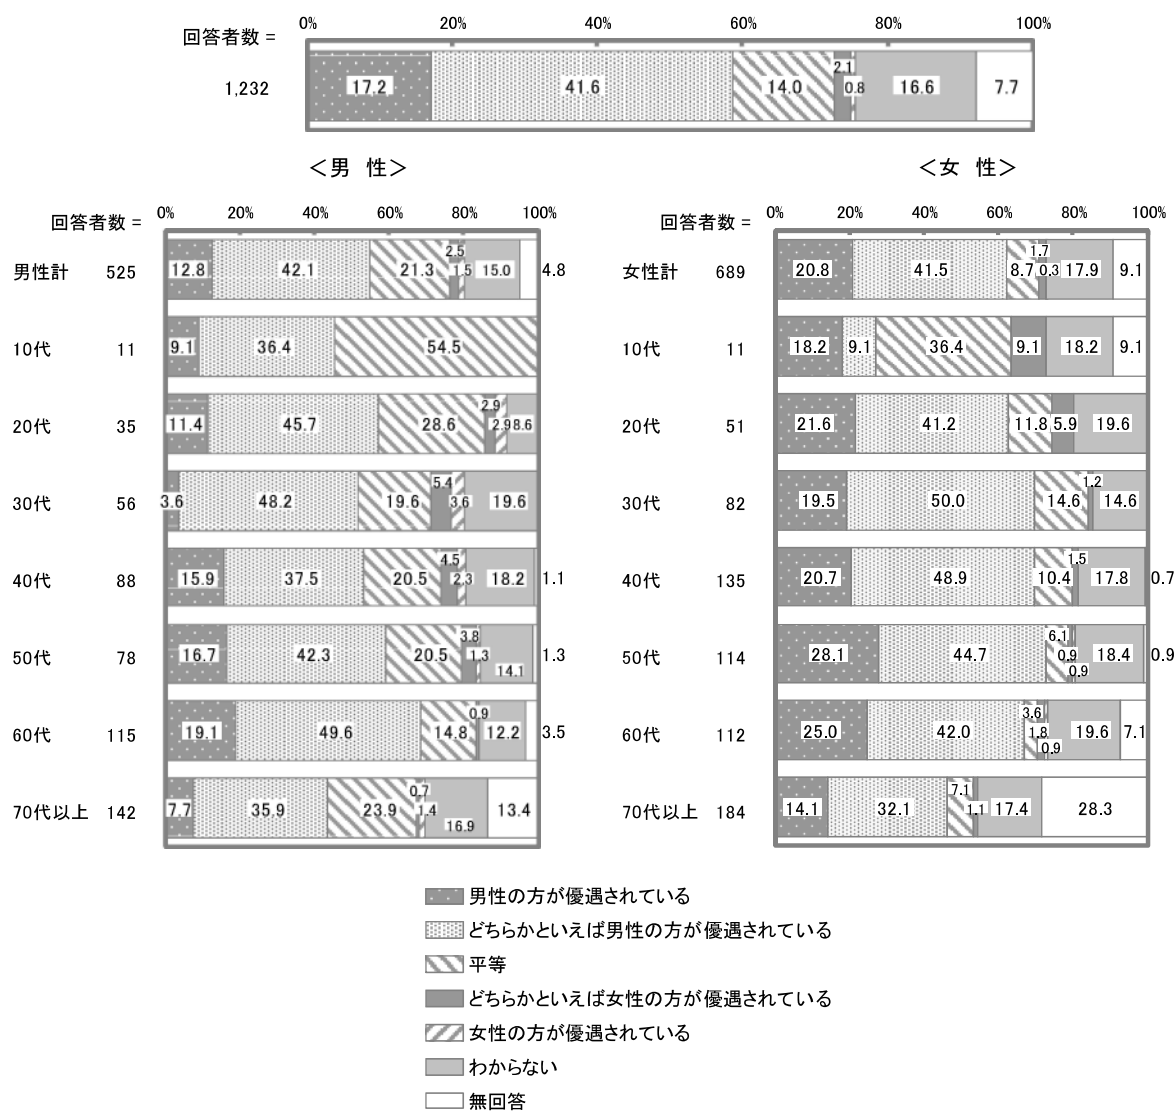 0% 20% 40% 60% 80% 100%
回答者数 =
1,232 17.2 41.6 14.0 2.1 0.8 16.6 7.7
＜男 性＞ ＜女 性＞
回答者数 = 0% 20% 40% 60% 80% 100%
男性計 525 12.8 42.1 21.3 2.5 1.5 15.0 4.8
10代 11 9.1 36.4 54.5
20代 35 11.4 45.7 28.6 2.9 2.9 8.6
30代 56 3.6 48.2 19.6 5.4 3.6 19.6
40代 88 15.9 37.5 20.5 4.5 2.3 18.2 1.1
50代 78 16.7 42.3 20.5 3.8 1.3 14.1 1.3
60代 115 19.1 49.6 14.8 0.9 12.2 3.5
70代以上 142 7.7 35.9 23.9 0.7 1.4 16.9 13.4
回答者数 = 0% 20% 40% 60% 80% 100%
女性計 689 20.8 41.5 8.7 1.7 0.3 17.9 9.1
10代 11 18.2 9.1 36.4 9.1 18.2 9.1
20代 51 21.6 41.2 11.8 5.9 19.6
30代 82 19.5 50.0 14.6 1.2 14.6
40代 135 20.7 48.9 10.4 1.5 17.8 0.7
50代 114 28.1 44.7 6.1 0.9 0.9 18.4 0.9
60代 112 25.0 42.0 3.6 1.8 0.9 19.6 7.1
70代以上 184 14.1 32.1 7.1 1.1 17.4 28.3
男性の方が優遇されている
どちらかといえば男性の方が優遇されている
平等
どちらかといえば女性の方が優遇されている
女性の方が優遇されている
わからない
無回答